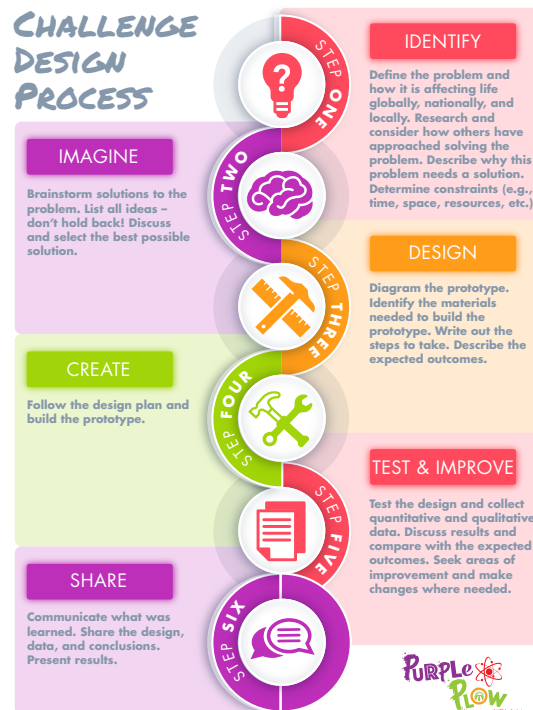 CHALLENGE
DESIGN
PROCESS
STEP ONE
IDENTIFY
Define the problem and
how it is affecting life
globally, nationally, and
locally. Research and
consider how others have
approached solving the
problem. Describe why this
problem needs a solution.
Determine constraints (e.g.,
time, space, resources, etc.)
STEP TWO
IMAGINE
Brainstorm solutions to the
problem. List all ideas –
don't hold back! Discuss
and select the best possible
solution.
STEP THREE
DESIGN
Diagram the prototype.
Identify the materials
needed to build the
prototype. Write out the
steps to take. Describe the
expected outcomes.
STEP FOUR
CREATE
Follow the design plan and
build the prototype.
STEP FIVE
TEST & IMPROVE
Test the design and collect
quantitative and qualitative
data. Discuss results and
compare with the expected
outcomes. Seek areas of
improvement and make
changes where needed.
STEP SIX
SHARE
Communicate what was
learned. Share the design,
data, and conclusions.
Present results.
PURPLE
PLOW